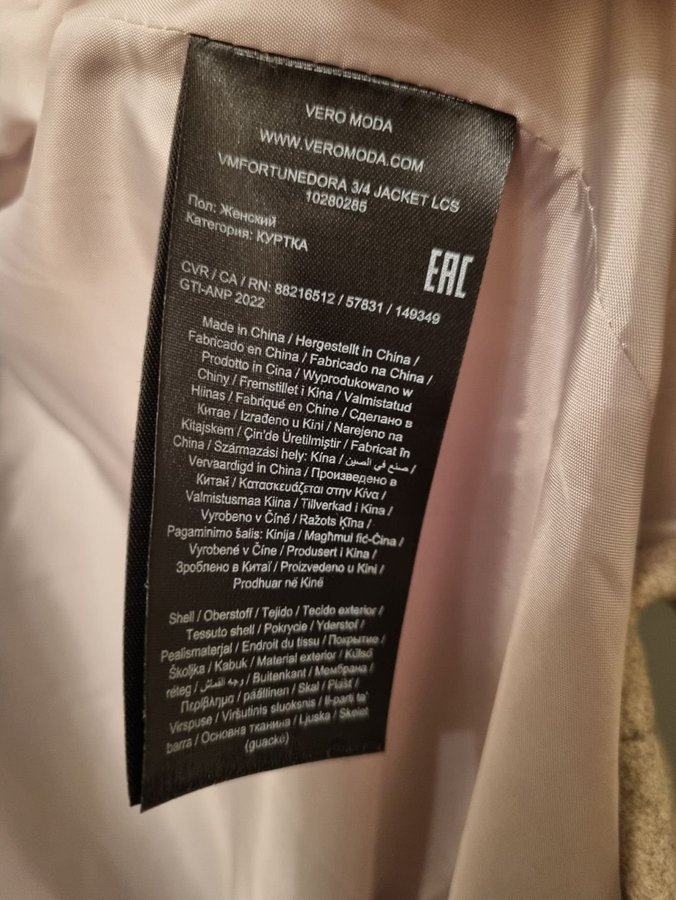 VERO MODA
WWW.VEROMODA.COM
VMFORTUNEDORA 3/4 JACKET LCS
10280285
Пол: Женский
Категория: КУРТКА
EAC
CVR / CA / RN: 88216512 / 57831 / 149349
GTI-ANP 2022
Made in China / Hergestellt in China /
Fabricado en China / Fabricado na China /
Prodotto in Cina / Wyprodukowano w
Chiny / Fremstillet i Kina / Valmistatud
Hiinas / Fabriqué en Chine / Сделано в
Китае / Izrađeno u Kini / Narejeno na
Kitajskem / Çin'de Üretilmiştir / Fabricat în
China / Származási hely: Kína / صنع في الصين /
Vervaardigd in China / Произведено в
Китай / Κατασκευάζεται στην Κίνα /
Valmistusmaa Kiina / Tillverkad i Kina /
Vyrobeno v Číně / Ražots Ķīna /
Pagaminimo šalis: Kinija / Magħmul fiċ-Ċina /
Vyrobené v Číne / Produsert i Kina /
Зроблено в Китаї / Proizvedeno u Kini /
Prodhuar në Kinë
Shell / Oberstoff / Tejido / Tecido exterior /
Tessuto shell / Pokrycie / Yderstof /
Pealismaterjal / Endroit du tissu / Покрытие /
Školjka / Kabuk / Material exterior / Külső
réteg / وجه القماش / Buitenkant / Мембрана /
Περίβλημα / päällinen / Skal / Plášť /
Virspuse / Viršutinis sluoksnis / Il-parti ta'
barra / Основна тканина / Ljuska / Skelet
(guackë)